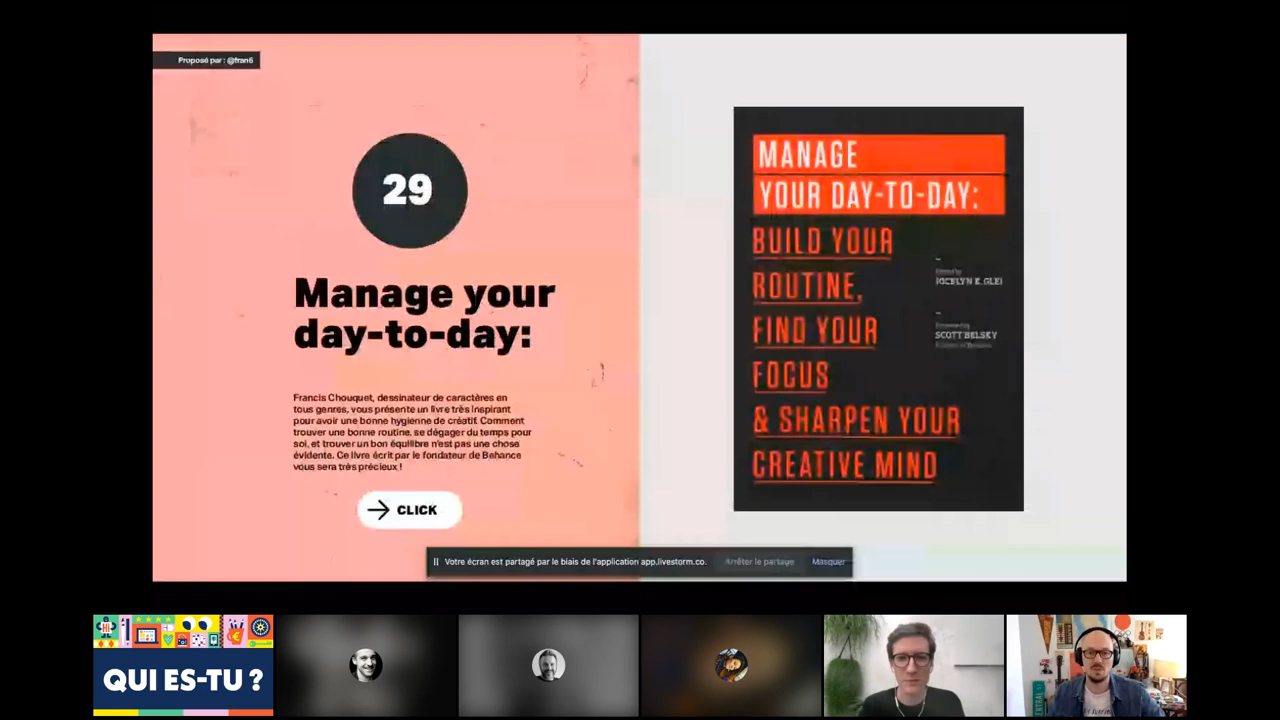 Proposé par : @fran6
29
Manage your
day-to-day:
Francis Chouquet, dessinateur de caractères en
tous genres, vous présente un livre très inspirant
pour avoir une bonne hygienne de créatif. Comment
trouver une bonne routine, se dégager du temps pour
soi, et trouver un bon équilibre n'est pas une chose
évidente. Ce livre écrit par le fondateur de Behance
vous sera très précieux !
→ CLICK
MANAGE
YOUR DAY-TO-DAY:
BUILD YOUR
ROUTINE,
FIND YOUR
FOCUS
& SHARPEN YOUR
CREATIVE MIND
JOCELYN K. GLEI
SCOTT BELSKY
Votre écran est partagé par le biais de l'application app.livestorm.co.
Arrêter le partage
Masquer
HI
QUI ES-TU ?